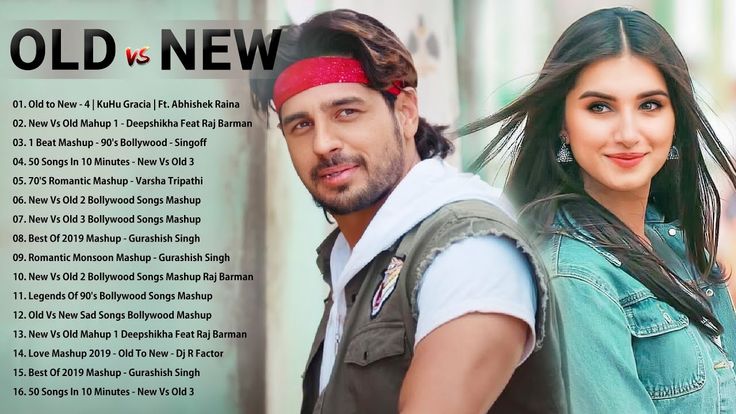 OLD vs NEW
01. Old to New - 4 | KuHu Gracia | Ft. Abhishek Raina
02. New Vs Old Mahup 1 - Deepshikha Feat Raj Barman
03. 1 Beat Mashup - 90's Bollywood - Singoff
04. 50 Songs In 10 Minutes - New Vs Old 3
05. 70'S Romantic Mashup - Varsha Tripathi
06. New Vs Old 2 Bollywood Songs Mashup
07. New Vs Old 3 Bollywood Songs Mashup
08. Best Of 2019 Mashup - Gurashish Singh
09. Romantic Monsoon Mashup - Gurashish Singh
10. New Vs Old 2 Bollywood Songs Mashup Raj Barman
11. Legends Of 90's Bollywood Songs Mashup
12. Old Vs New Sad Songs Bollywood Mashup
13. New Vs Old Mahup 1 Deepshikha Feat Raj Barman
14. Love Mashup 2019 - Old To New - Dj R Factor
15. Best Of 2019 Mashup - Gurashish Singh
16. 50 Songs In 10 Minutes - New Vs Old 3